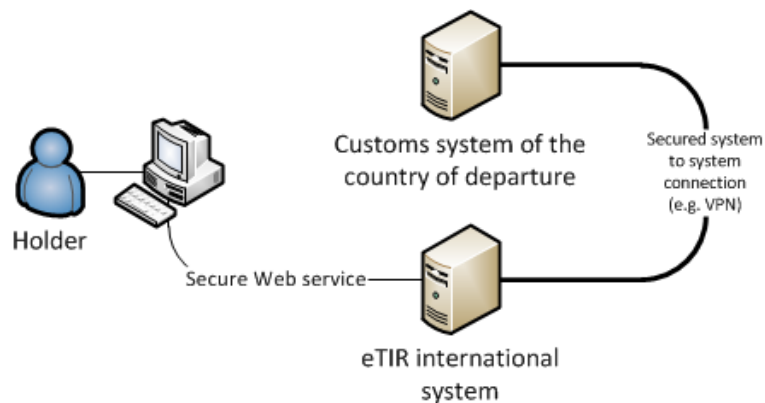 Customs system of the
country of departure
Secured system
to system
connection
(e.g. VPN)
Holder
Secure Web service
eTIR international
system